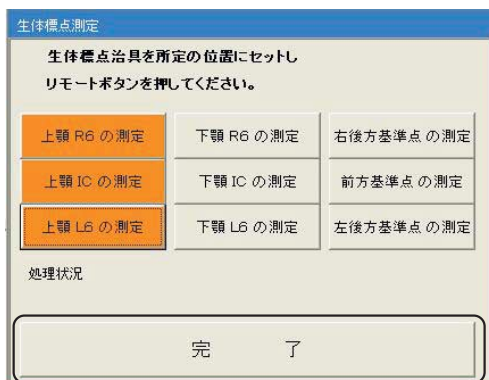 生体標点測定
生体標点治具を所定の位置にセットし
リモートボタンを押してください。
上顎 R6 の測定 下顎 R6 の測定 右後方基準点 の測定
上顎 IC の測定 下顎 IC の測定 前方基準点 の測定
上顎 L6 の測定 下顎 L6 の測定 左後方基準点 の測定
処理状況
完 了